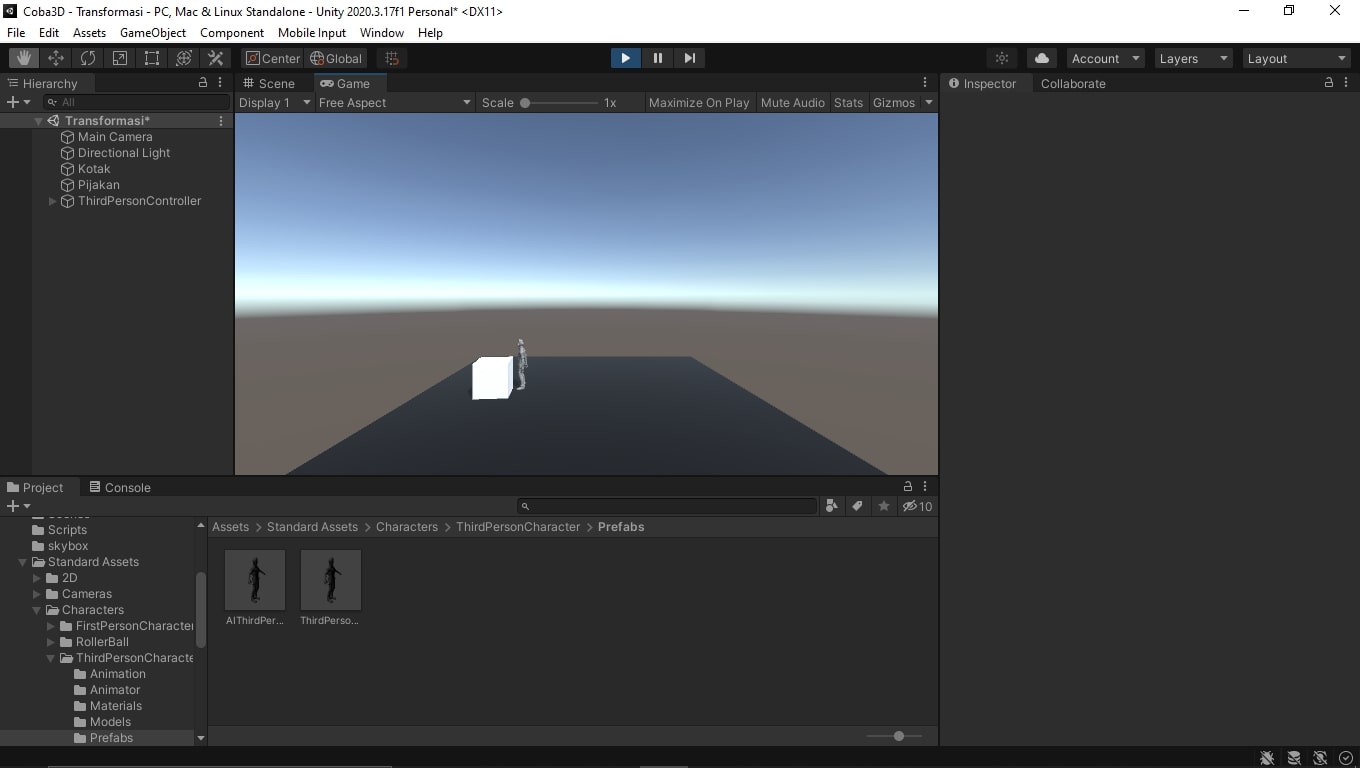 Coba3D - Transformasi - PC, Mac & Linux Standalone - Unity 2020.3.17f1 Personal* <DX11>
File Edit Assets GameObject Component Mobile Input Window Help
Center Global Account Layers Layout
Hierarchy Scene Game Inspector Collaborate
All Display 1 Free Aspect Scale 1x Maximize On Play Mute Audio Stats Gizmos
Transformasi*
Main Camera
Directional Light
Kotak
Pijakan
ThirdPersonController
Project Console
10
Assets > Standard Assets > Characters > ThirdPersonCharacter > Prefabs
Scripts
skybox
Standard Assets
2D
Cameras
Characters
FirstPersonCharacter
RollerBall
ThirdPersonCharacte
Animation
Animator
Materials
Models
Prefabs
AIThirdPer... ThirdPerso...